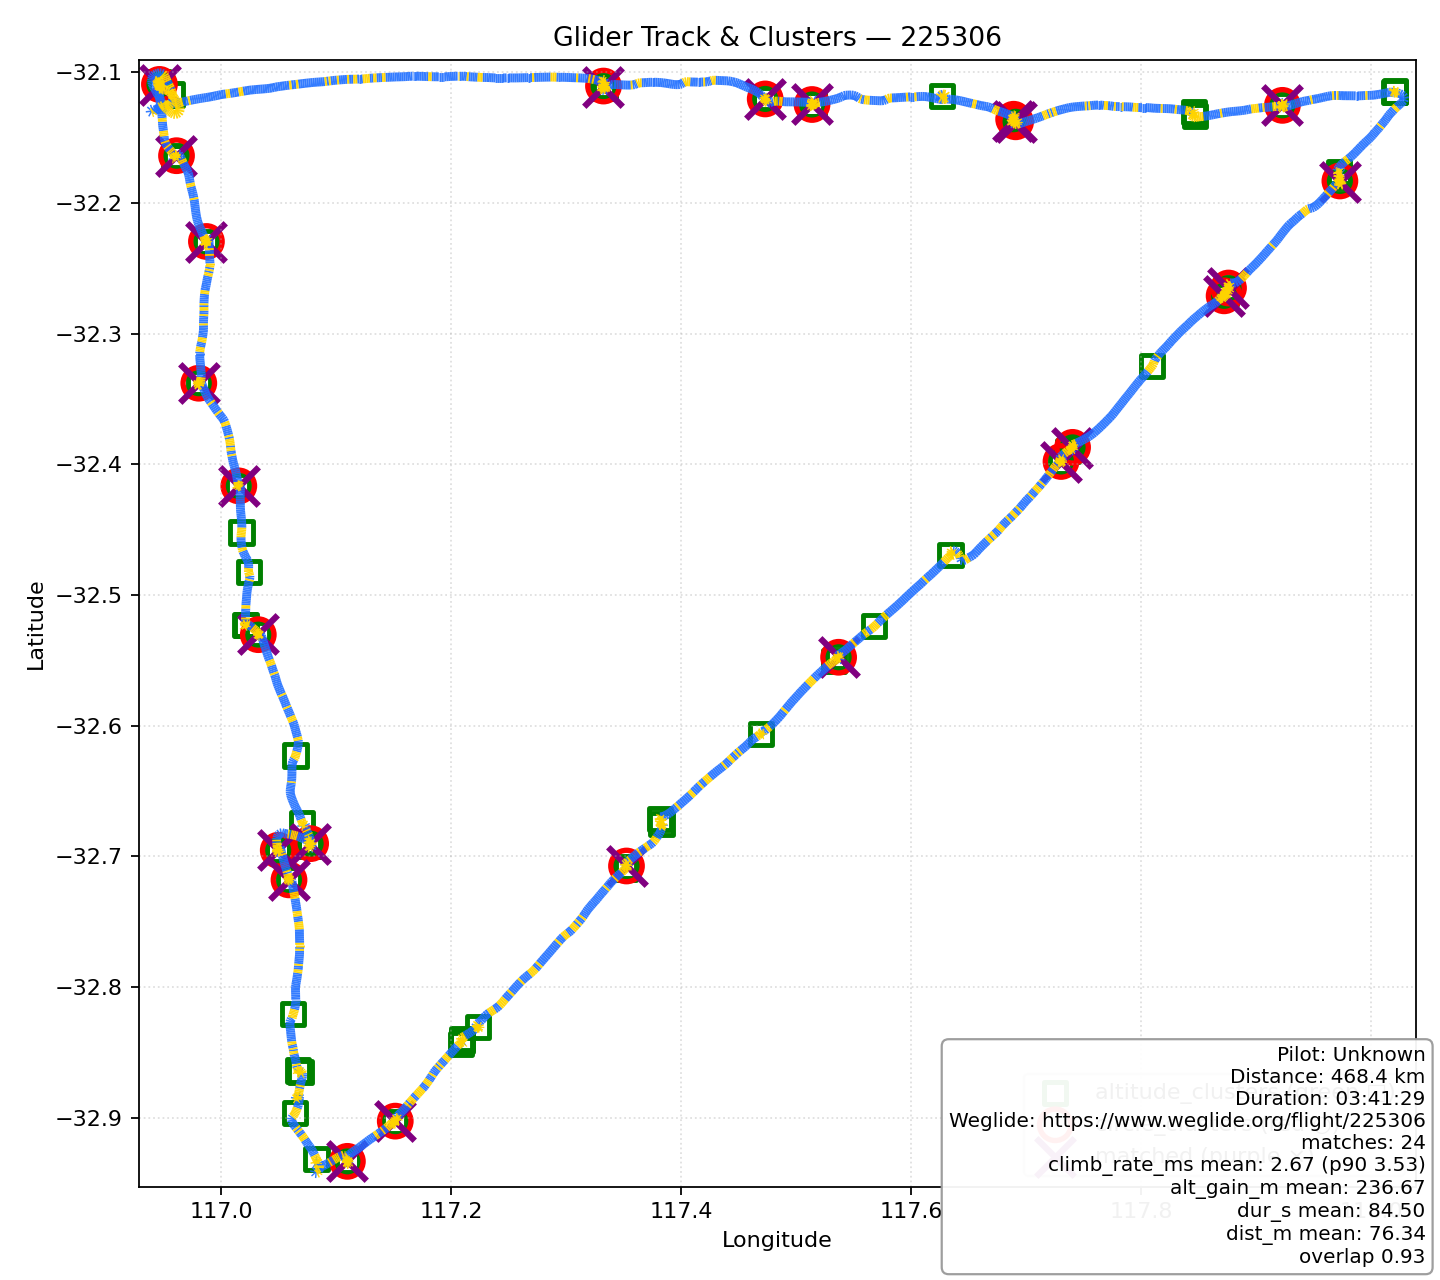 Glider Track & Clusters — 225306
Latitude
−32.1
−32.2
−32.3
−32.4
−32.5
−32.6
−32.7
−32.8
−32.9
117.0
117.2
117.4
117.6
117.8
Longitude
altitude_clus
matched (purple
Pilot: Unknown
Distance: 468.4 km
Duration: 03:41:29
Weglide: https://www.weglide.org/flight/225306
matches: 24
climb_rate_ms mean: 2.67 (p90 3.53)
alt_gain_m mean: 236.67
dur_s mean: 84.50
dist_m mean: 76.34
overlap 0.93